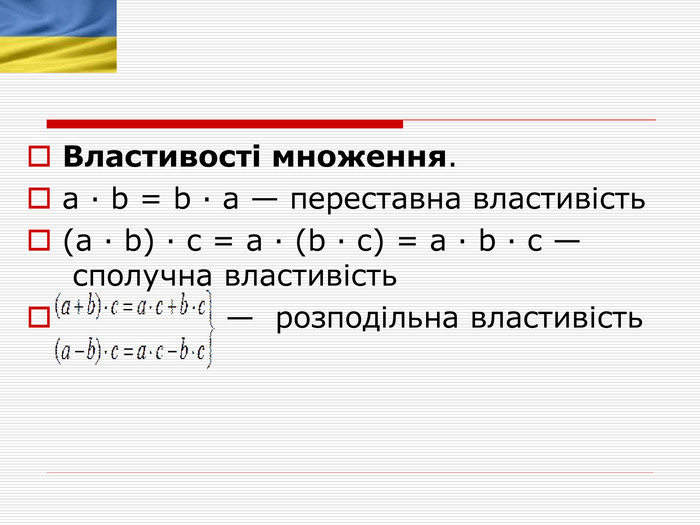 Властивості множення.
a · b = b · a — переставна властивість
(a · b) · c = a · (b · c) = a · b · c —
сполучна властивість
(a+b)·c=a·c+b·c} — розподільна властивість
(a−b)·c=a·c−b·c